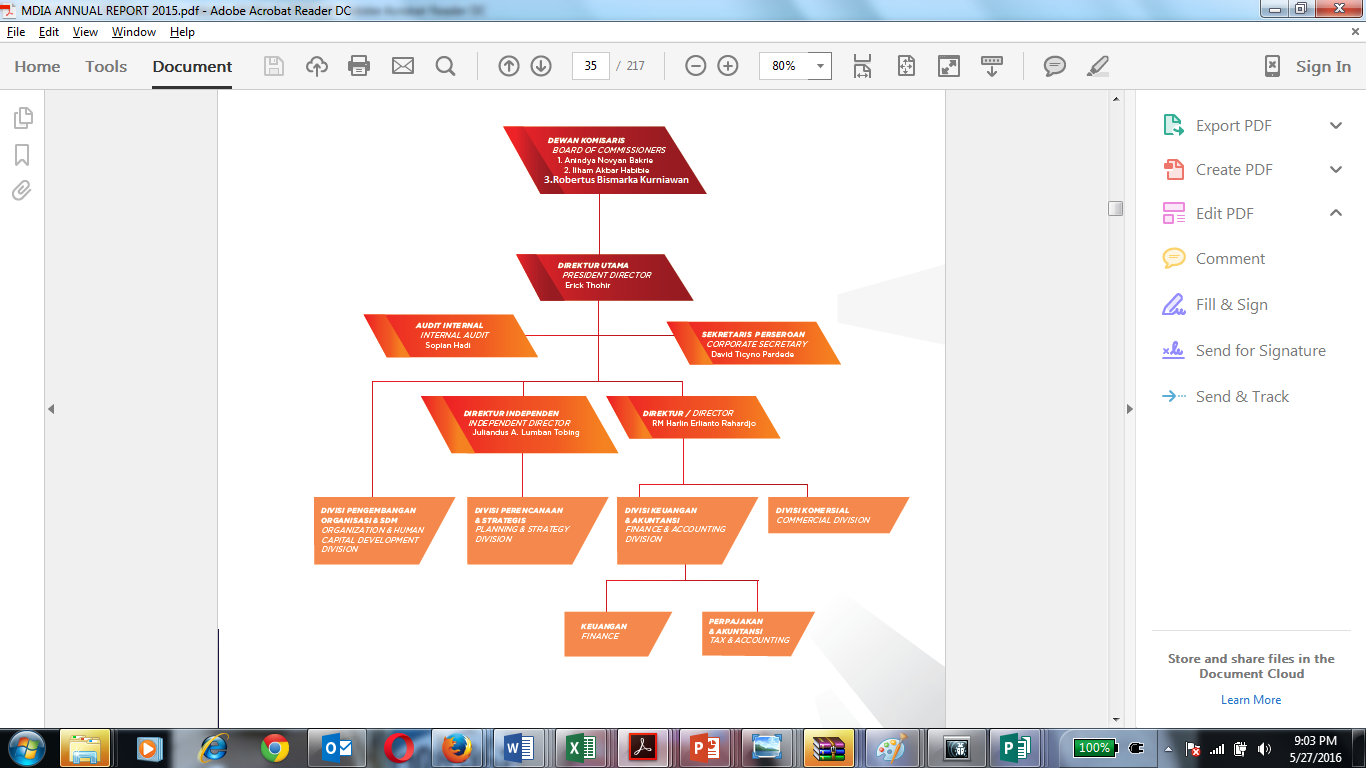 MDIA ANNUAL REPORT 2015.pdf - Adobe Acrobat Reader DC
File Edit View Window Help
Home Tools Document 35 / 217 80% Sign In
DEWAN KOMISARIS
BOARD OF COMMISSIONERS
1. Anindya Novyan Bakrie
2. Ilham Akbar Habibie
3.Robertus Bismarka Kurniawan
DIREKTUR UTAMA
PRESIDENT DIRECTOR
Erick Thohir
AUDIT INTERNAL
INTERNAL AUDIT
Sopian Hadi
SEKRETARIS PERSEROAN
CORPORATE SECRETARY
David Ticyno Pardede
DIREKTUR INDEPENDEN
INDEPENDENT DIRECTOR
Juliandus A. Lumban Tobing
DIREKTUR / DIRECTOR
RM Harlin Erlianto Rahardjo
DIVISI PENGEMBANGAN
ORGANISASI & SDM
ORGANIZATION & HUMAN
CAPITAL DEVELOPMENT
DIVISION
DIVISI PERENCANAAN
& STRATEGIS
PLANNING & STRATEGY
DIVISION
DIVISI KEUANGAN
& AKUNTANSI
FINANCE & ACCOUNTING
DIVISION
DIVISI KOMERSIAL
COMMERCIAL DIVISION
KEUANGAN
FINANCE
PERPAJAKAN
& AKUNTANSI
TAX & ACCOUNTING
Export PDF
Create PDF
Edit PDF
Comment
Fill & Sign
Send for Signature
Send & Track
Store and share files in the
Document Cloud
Learn More
100%
9:03 PM
5/27/2016